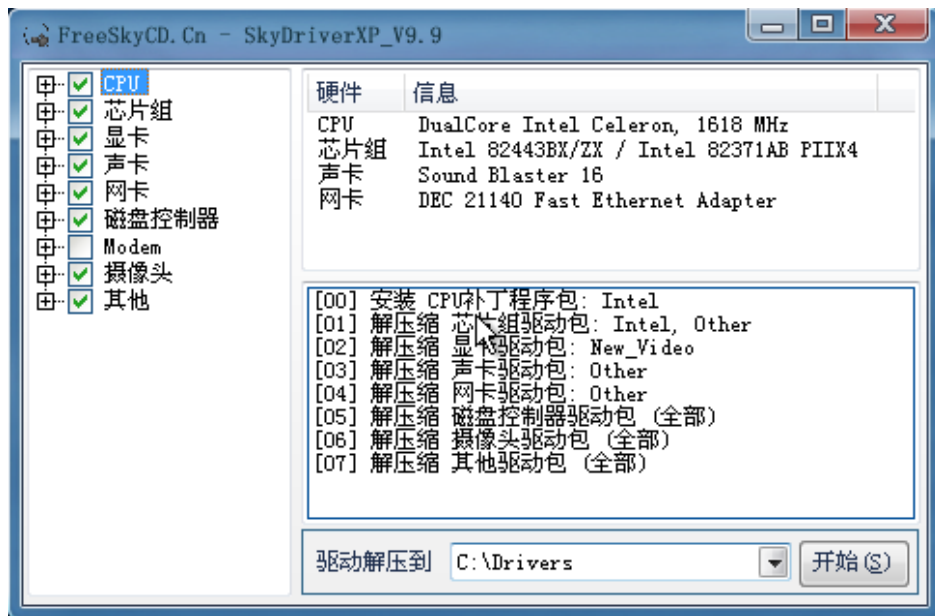 FreeSkyCD.Cn - SkyDriverXP_V9.9
CPU
芯片组
显卡
声卡
网卡
磁盘控制器
Modem
摄像头
其他
硬件 信息
CPU DualCore Intel Celeron, 1618 MHz
芯片组 Intel 82443BX/ZX / Intel 82371AB PIIX4
声卡 Sound Blaster 16
网卡 DEC 21140 Fast Ethernet Adapter
[00] 安装 CPU补丁程序包: Intel
[01] 解压缩 芯片组驱动包: Intel, Other
[02] 解压缩 显卡驱动包: New_Video
[03] 解压缩 声卡驱动包: Other
[04] 解压缩 网卡驱动包: Other
[05] 解压缩 磁盘控制器驱动包 (全部)
[06] 解压缩 摄像头驱动包 (全部)
[07] 解压缩 其他驱动包 (全部)
驱动解压到 C:\Drivers 开始(S)